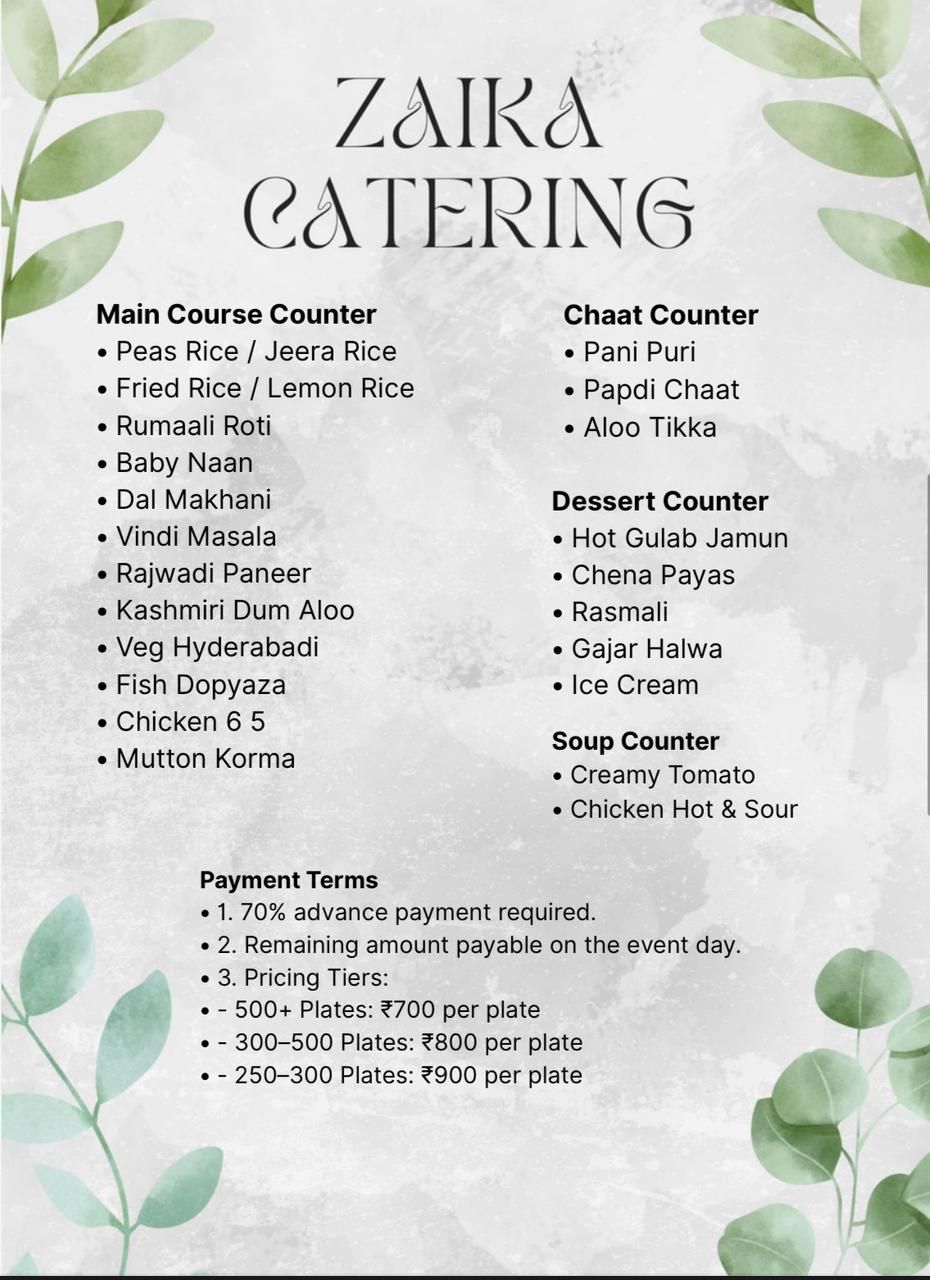 ZAIKA
CATERING
Main Course Counter
• Peas Rice / Jeera Rice
• Fried Rice / Lemon Rice
• Rumaali Roti
• Baby Naan
• Dal Makhani
• Vindi Masala
• Rajwadi Paneer
• Kashmiri Dum Aloo
• Veg Hyderabadi
• Fish Dopyaza
• Chicken 6 5
• Mutton Korma
Chaat Counter
• Pani Puri
• Papdi Chaat
• Aloo Tikka
Dessert Counter
• Hot Gulab Jamun
• Chena Payas
• Rasmali
• Gajar Halwa
• Ice Cream
Soup Counter
• Creamy Tomato
• Chicken Hot & Sour
Payment Terms
• 1. 70% advance payment required.
• 2. Remaining amount payable on the event day.
• 3. Pricing Tiers:
• - 500+ Plates: ₹700 per plate
• - 300–500 Plates: ₹800 per plate
• - 250–300 Plates: ₹900 per plate